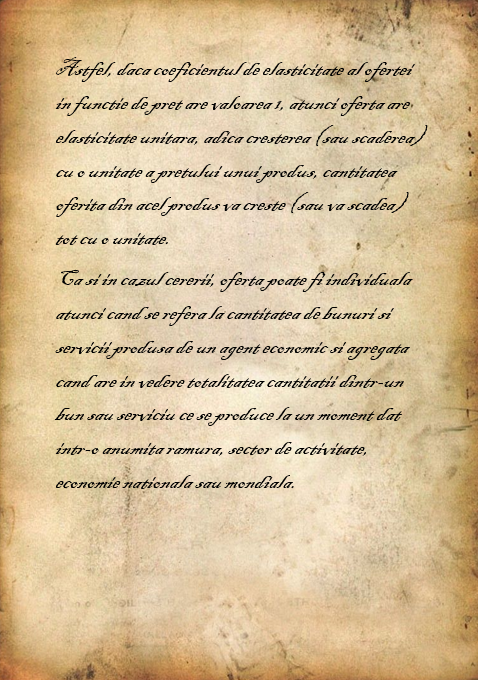 Astfel, daca coeficientul de elasticitate al ofertei
in functie de pret are valoarea 1, atunci oferta are
elasticitate unitara, adica cresterea (sau scaderea)
cu o unitate a pretului unui produs, cantitatea
oferita din acel produs va creste (sau va scadea)
tot cu o unitate.
Ca si in cazul cererii, oferta poate fi individuala
atunci cand se refera la cantitatea de bunuri si
servicii produsa de un agent economic si agregata
cand are in vedere totalitatea cantitatii dintr-un
bun sau serviciu ce se produce la un moment dat
intr-o anumita ramura, sector de activitate,
economie nationala sau mondiala.